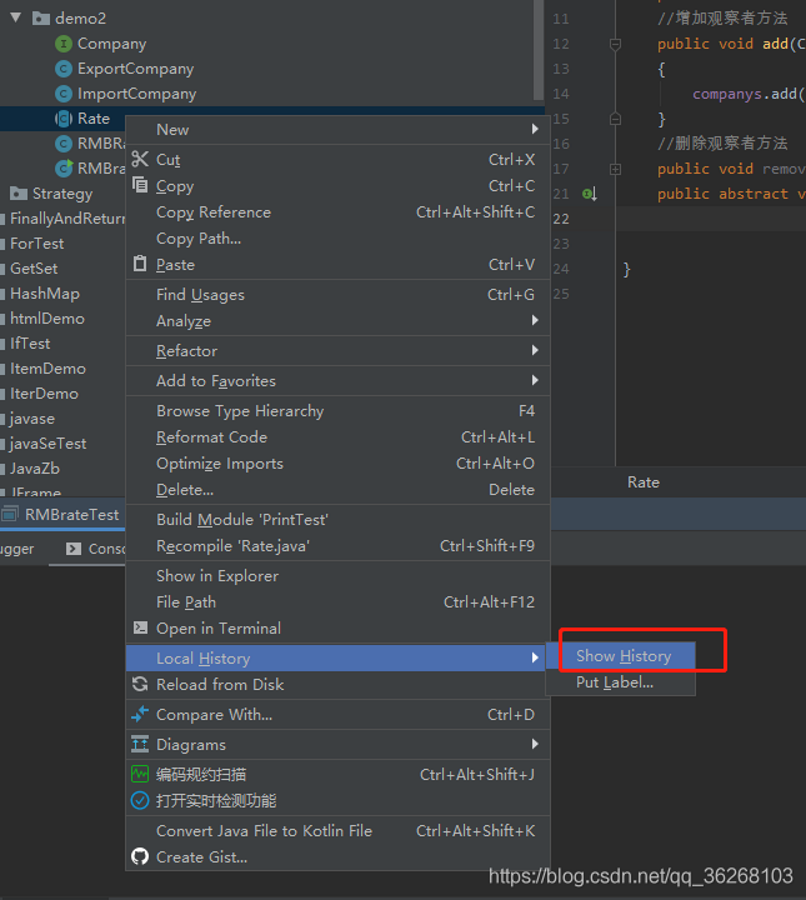 demo2
Company
ExportCompany
ImportCompany
Rate
RMBRa
RMBra
Strategy
FinallyAndReturn
ForTest
GetSet
HashMap
htmlDemo
IfTest
ItemDemo
IterDemo
javase
javaSeTest
JavaZb
JFrame
RMBrateTest
ugger
Conso
New
Cut Ctrl+X
Copy Ctrl+C
Copy Reference Ctrl+Alt+Shift+C
Copy Path...
Paste Ctrl+V
Find Usages Ctrl+G
Analyze
Refactor
Add to Favorites
Browse Type Hierarchy F4
Reformat Code Ctrl+Alt+L
Optimize Imports Ctrl+Alt+O
Delete... Delete
Build Module 'PrintTest'
Recompile 'Rate.java' Ctrl+Shift+F9
Show in Explorer
File Path Ctrl+Alt+F12
Open in Terminal
Local History
Reload from Disk
Compare With... Ctrl+D
Diagrams
编码规约扫描 Ctrl+Alt+Shift+J
打开实时检测功能
Convert Java File to Kotlin File Ctrl+Alt+Shift+K
Create Gist...
Show History
Put Label...
11 //增加观察者方法
12 public void add(C
13 {
14 companys.add(
15 }
16 //删除观察者方法
17 public void remov
21 public abstract v
22
23
24 }
25
Rate
https://blog.csdn.net/qq_36268103